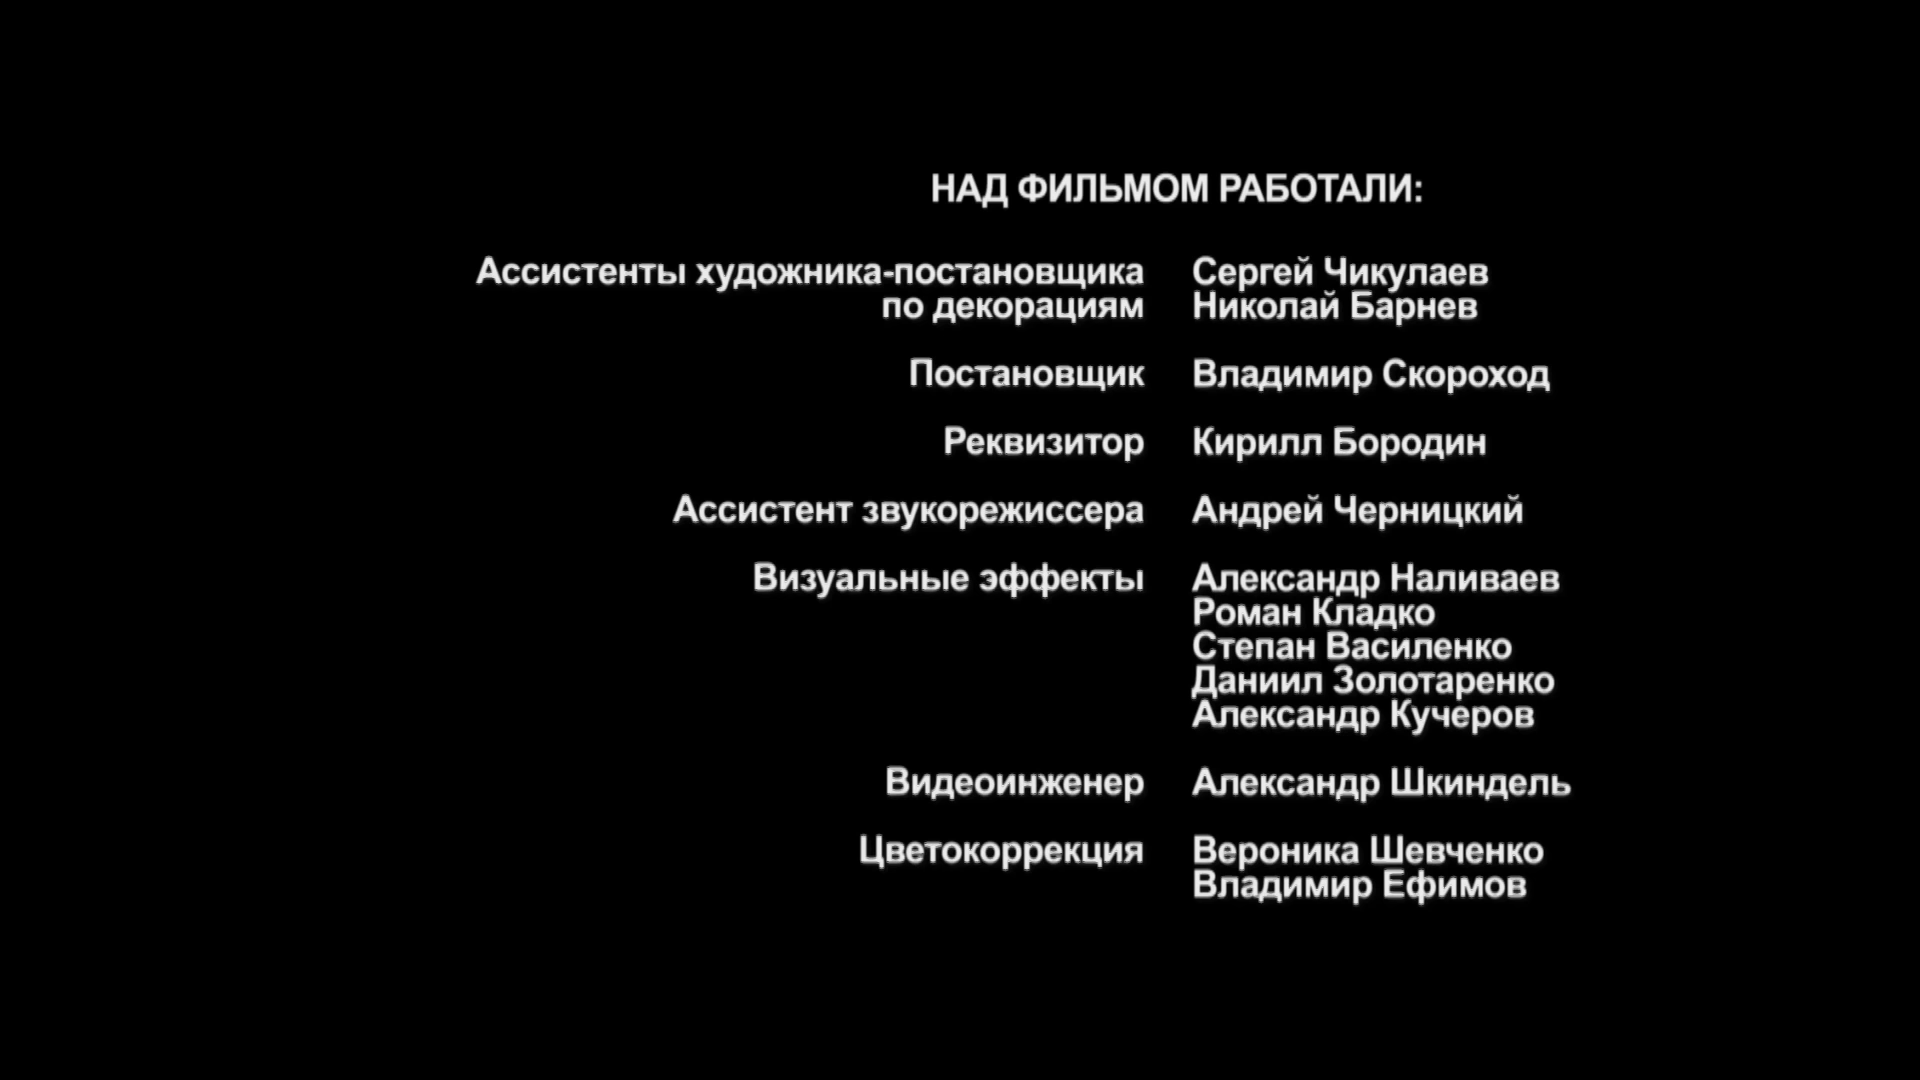 НАД ФИЛЬМОМ РАБОТАЛИ:
Ассистенты художника-постановщика Сергей Чикулаев
по декорациям Николай Барнев
Постановщик Владимир Скороход
Реквизитор Кирилл Бородин
Ассистент звукорежиссера Андрей Черницкий
Визуальные эффекты Александр Наливаев
Роман Кладко
Степан Василенко
Даниил Золотаренко
Александр Кучеров
Видеоинженер Александр Шкиндель
Цветокоррекция Вероника Шевченко
Владимир Ефимов